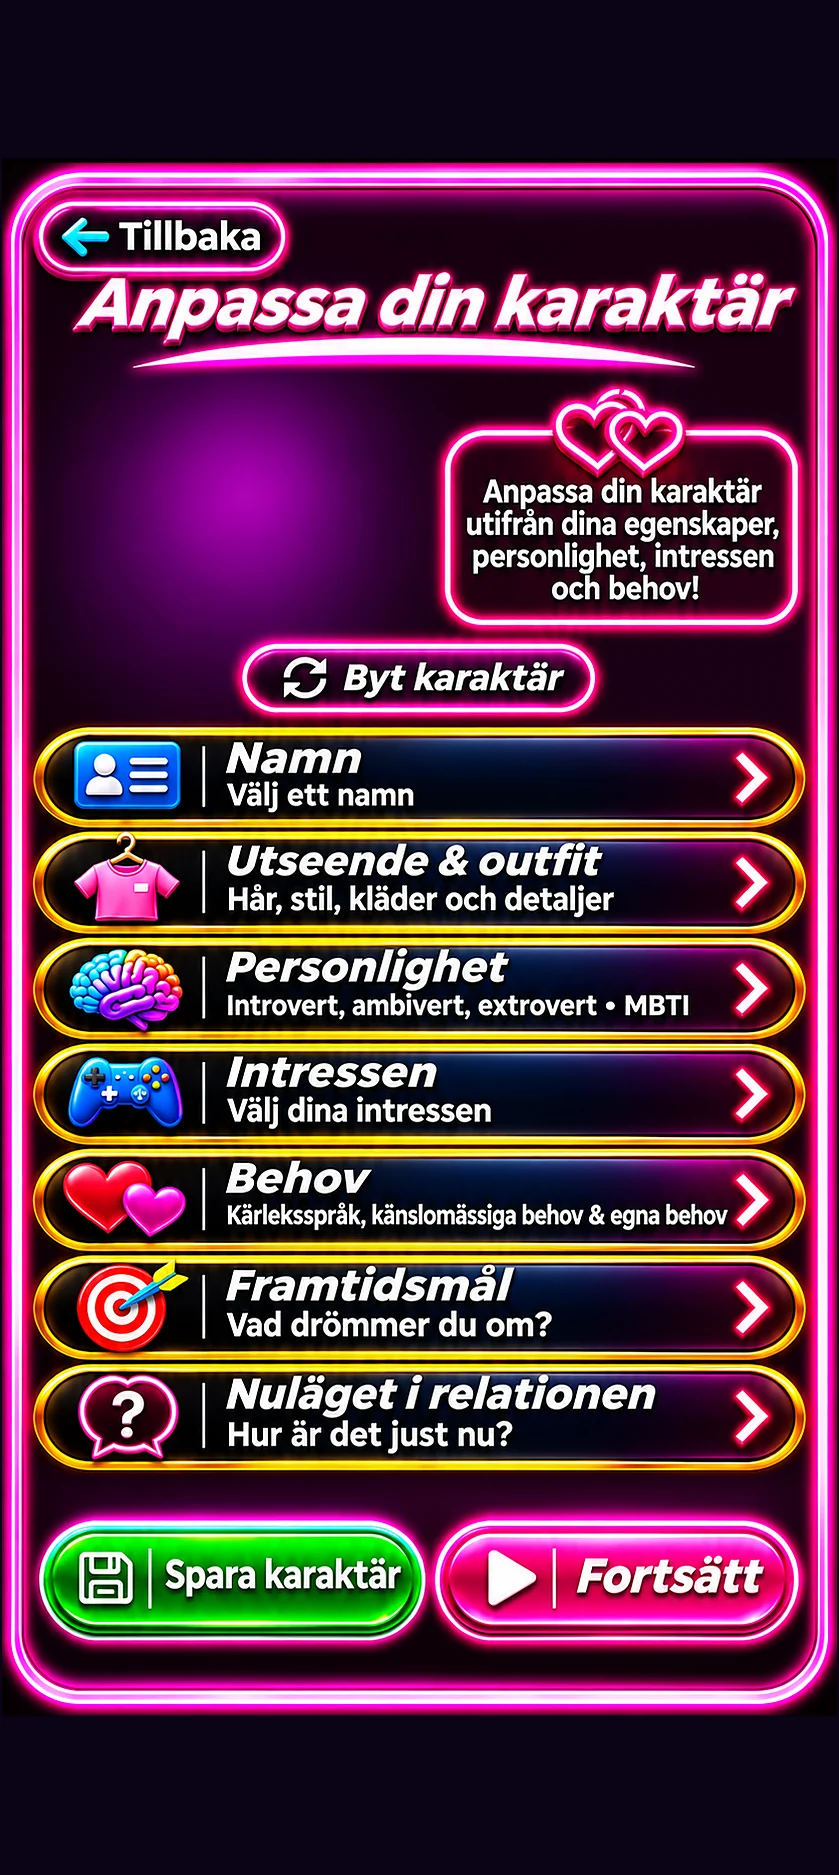 Tillbaka
Anpassa din karaktär
Anpassa din karaktär
utifrån dina egenskaper,
personlighet, intressen
och behov!
Byt karaktär
Namn
Välj ett namn
Utseende & outfit
Hår, stil, kläder och detaljer
Personlighet
Introvert, ambivert, extrovert • MBTI
Intressen
Välj dina intressen
Behov
Kärleksspråk, känslomässiga behov & egna behov
Framtidsmål
Vad drömmer du om?
?
Nuläget i relationen
Hur är det just nu?
Spara karaktär
Fortsätt